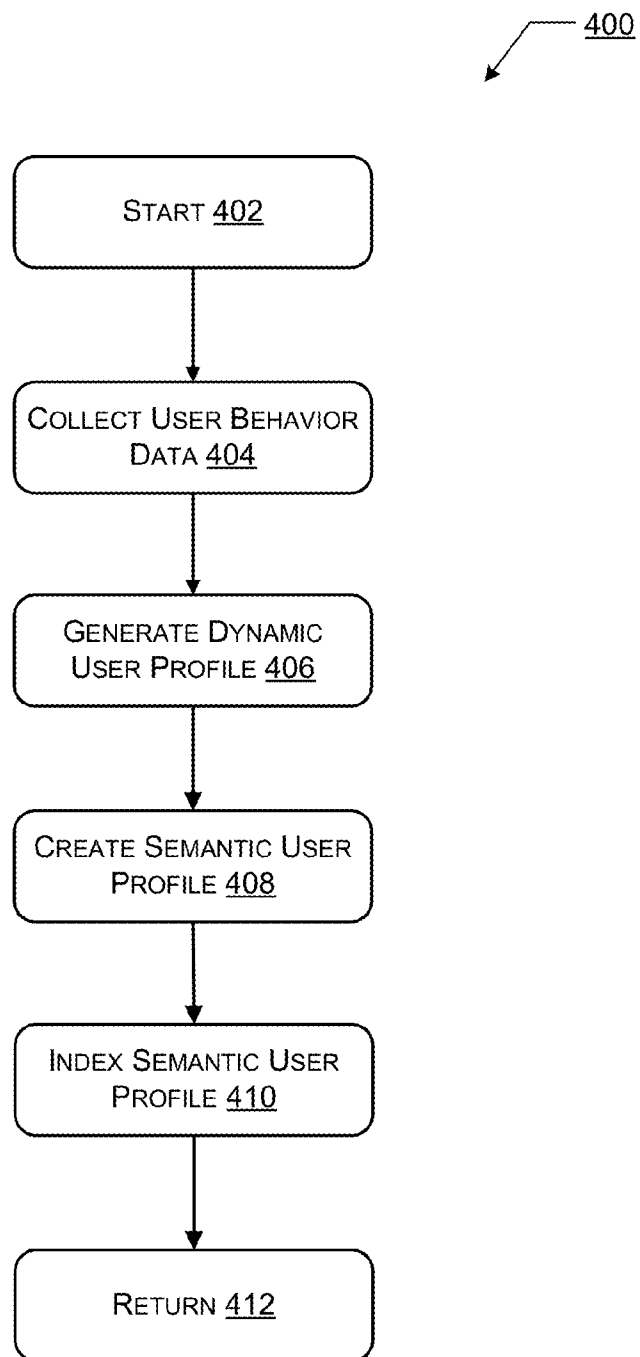 400
START 402
COLLECT USER BEHAVIOR
DATA 404
GENERATE DYNAMIC
USER PROFILE 406
CREATE SEMANTIC USER
PROFILE 408
INDEX SEMANTIC USER
PROFILE 410
RETURN 412